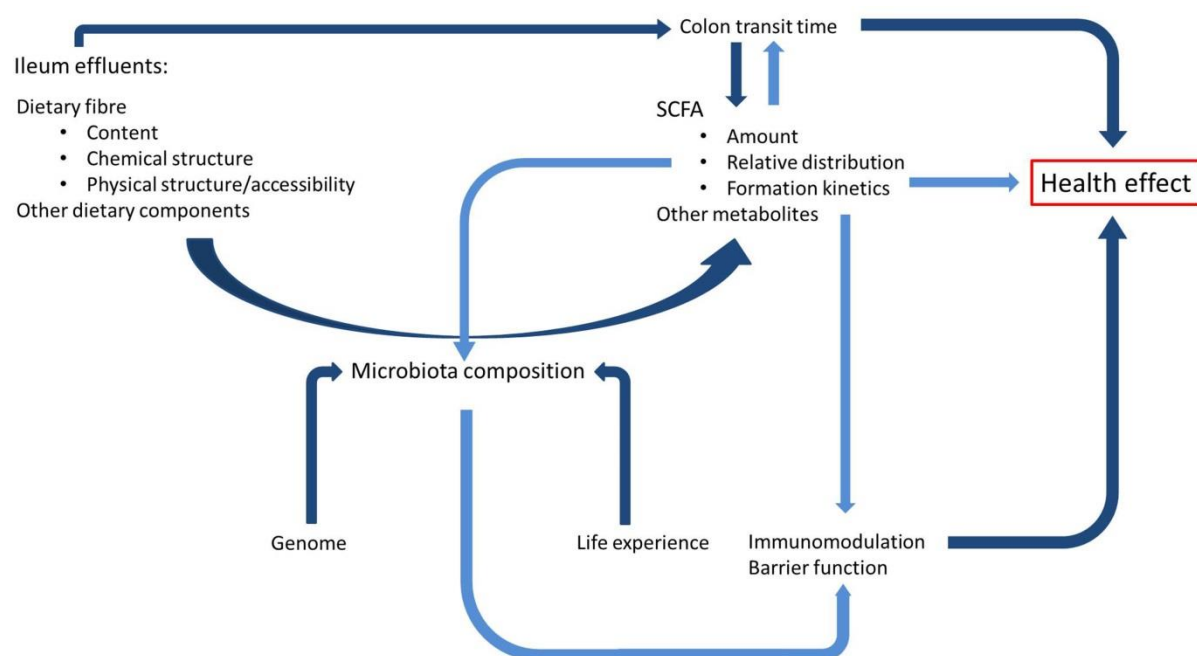 Colon transit time
Ileum effluents:
Dietary fibre
• Content
• Chemical structure
• Physical structure/accessibility
Other dietary components
SCFA
• Amount
• Relative distribution
• Formation kinetics
Other metabolites
Health effect
Microbiota composition
Genome
Life experience
Immunomodulation
Barrier function